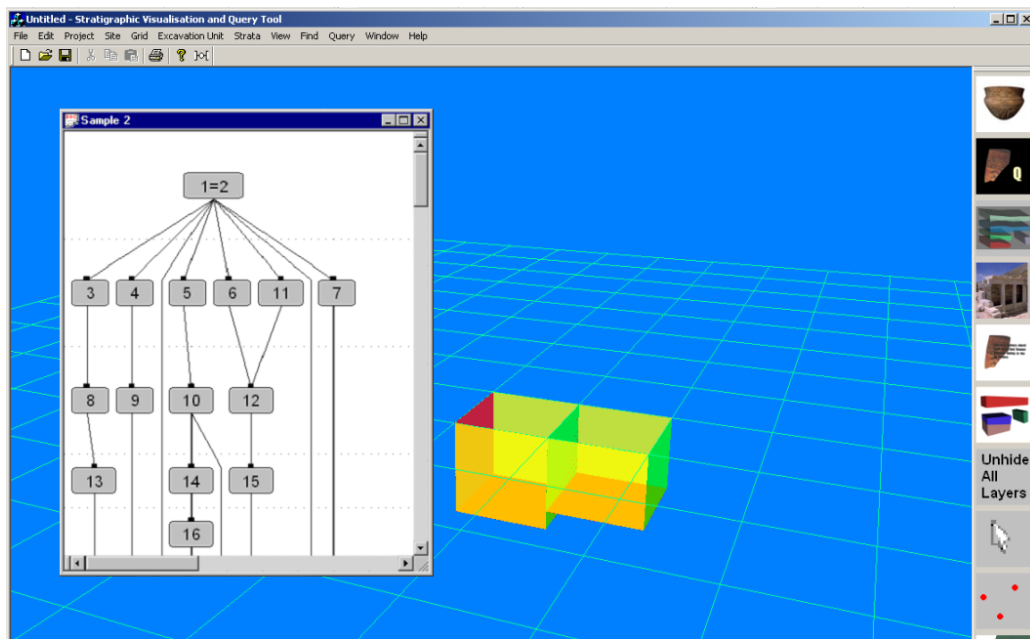 Untitled - Stratigraphic Visualisation and Query Tool
File Edit Project Site Grid Excavation Unit Strata View Find Query Window Help
Sample 2
1=2
3 4 5 6 11 7
8 9 10 12
13 14 15
16
Q
Unhide
All
Layers